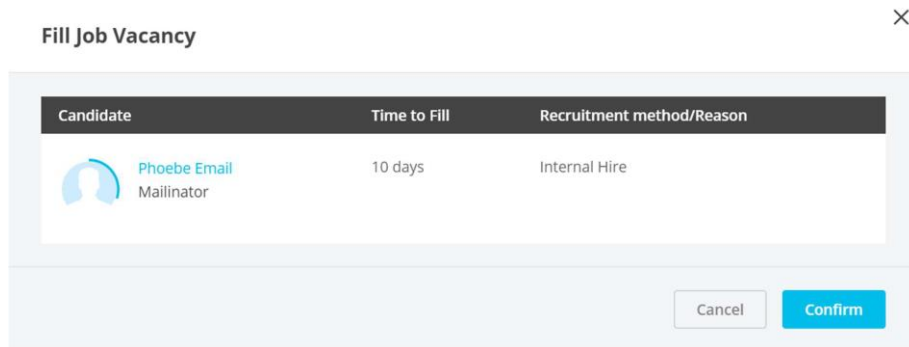 Fill Job Vacancy
Candidate Time to Fill Recruitment method/Reason
Phoebe Email 10 days Internal Hire
Mailinator
Cancel Confirm